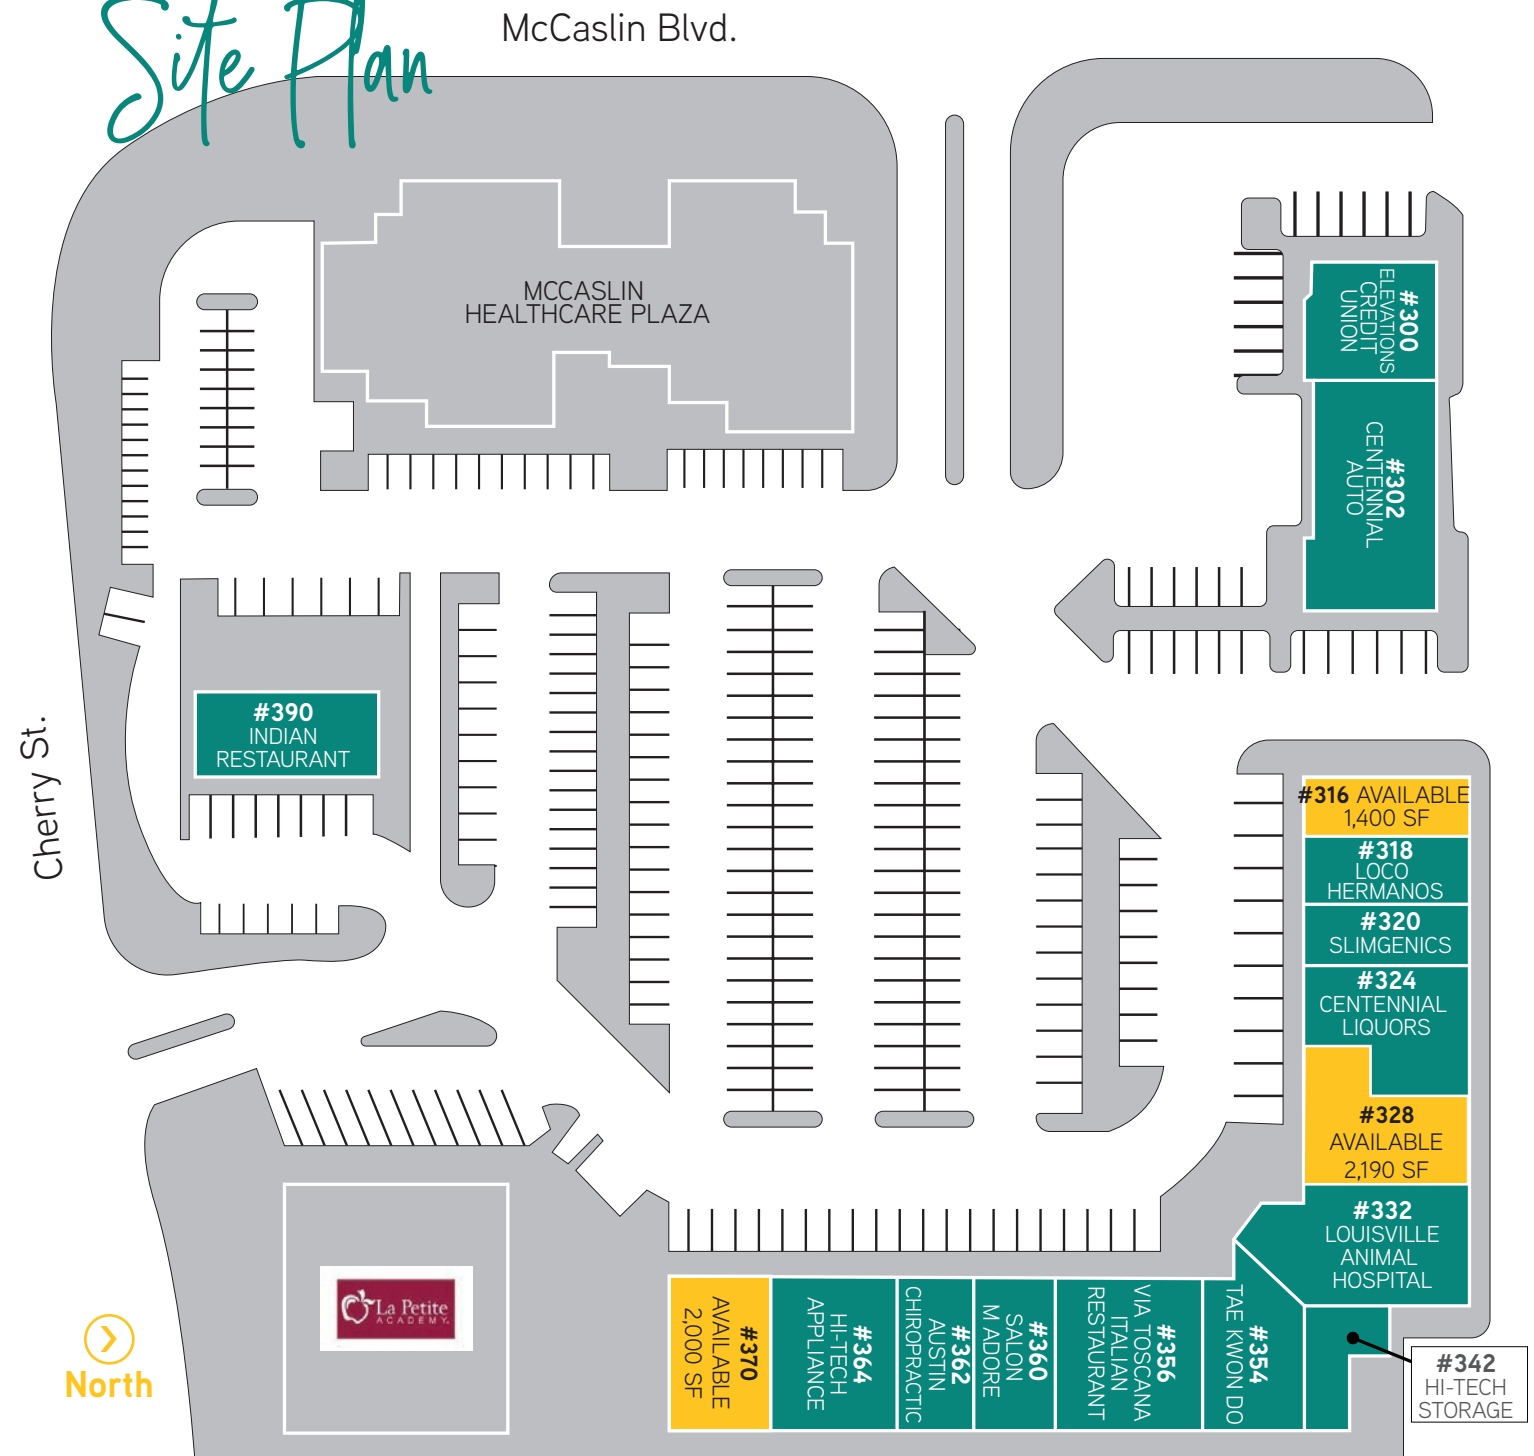 Site Plan
McCaslin Blvd.
MCCASLIN
HEALTHCARE PLAZA
#300
ELEVATIONS
CREDIT
UNION
#302
CENTENNIAL
AUTO
#390
INDIAN
RESTAURANT
Cherry St.
#316 AVAILABLE
1,400 SF
#318
LOCO
HERMANOS
#320
SLIMGENICS
#324
CENTENNIAL
LIQUORS
#328
AVAILABLE
2,190 SF
#332
LOUISVILLE
ANIMAL
HOSPITAL
La Petite
ACADEMY.
North
#370
AVAILABLE
2,000 SF
#364
HI-TECH
APPLIANCE
#362
AUSTIN
CHIROPRACTIC
#360
SALON
M ADORE
#356
VIA TOSCANA
ITALIAN
RESTAURANT
#354
TAE KWON DO
#342
HI-TECH
STORAGE